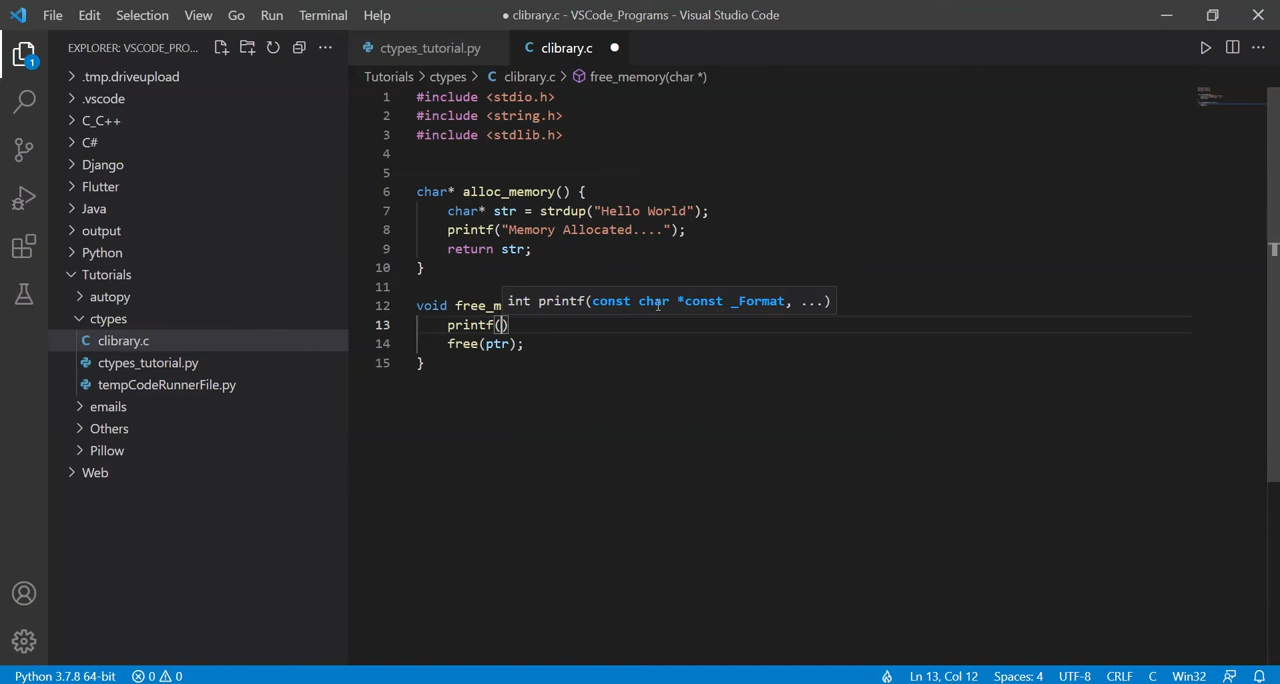 File Edit Selection View Go Run Terminal Help
● clibrary.c - VSCode_Programs - Visual Studio Code
1
EXPLORER: VSCODE_PRO...
.tmp.driveupload
.vscode
C_C++
C#
Django
Flutter
Java
output
Python
Tutorials
autopy
ctypes
C clibrary.c
ctypes_tutorial.py
tempCodeRunnerFile.py
emails
Others
Pillow
Web
ctypes_tutorial.py
C clibrary.c ●
Tutorials > ctypes > C clibrary.c > free_memory(char *)
1 #include <stdio.h>
2 #include <string.h>
3 #include <stdlib.h>
4
5
6 char* alloc_memory() {
7 char* str = strdup("Hello World");
8 printf("Memory Allocated....");
9 return str;
10 }
11
int printf(const char *const _Format, ...)
12 void free_m
13 printf()
14 free(ptr);
15 }
Python 3.7.8 64-bit 0 0 Ln 13, Col 12 Spaces: 4 UTF-8 CRLF C Win32